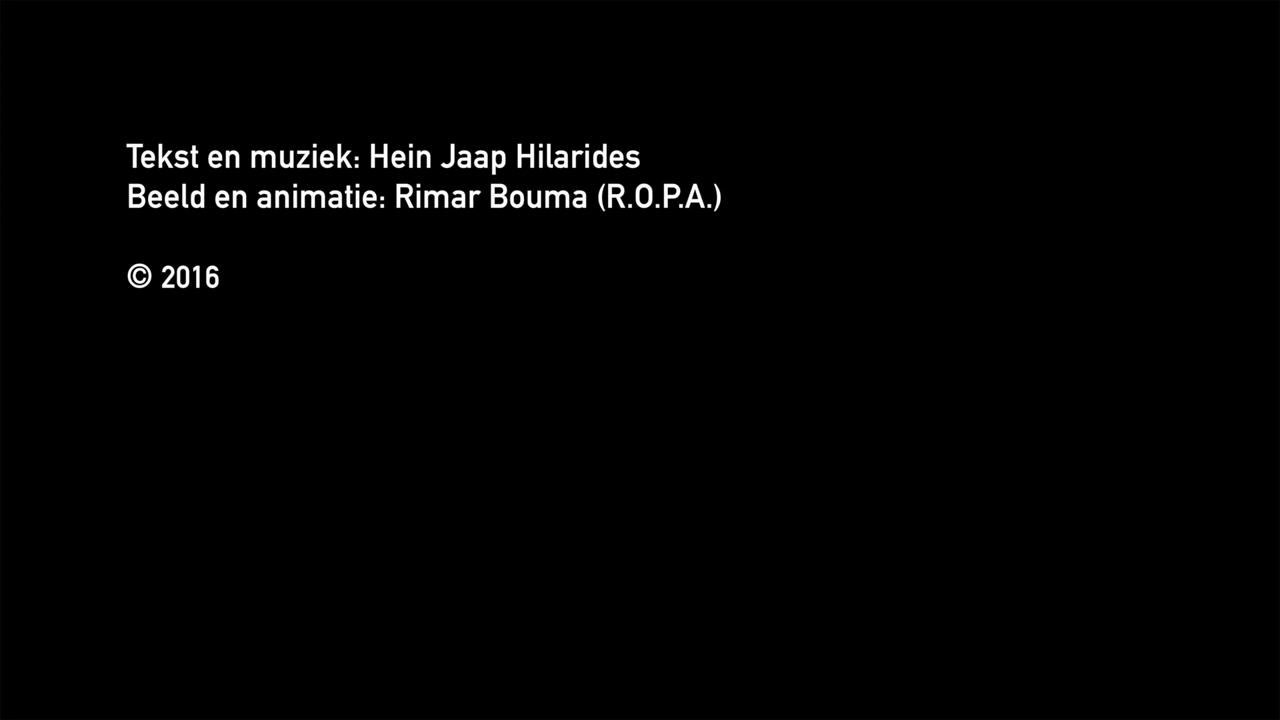 Tekst en muziek: Hein Jaap Hilarides
Beeld en animatie: Rimar Bouma (R.O.P.A.)
© 2016